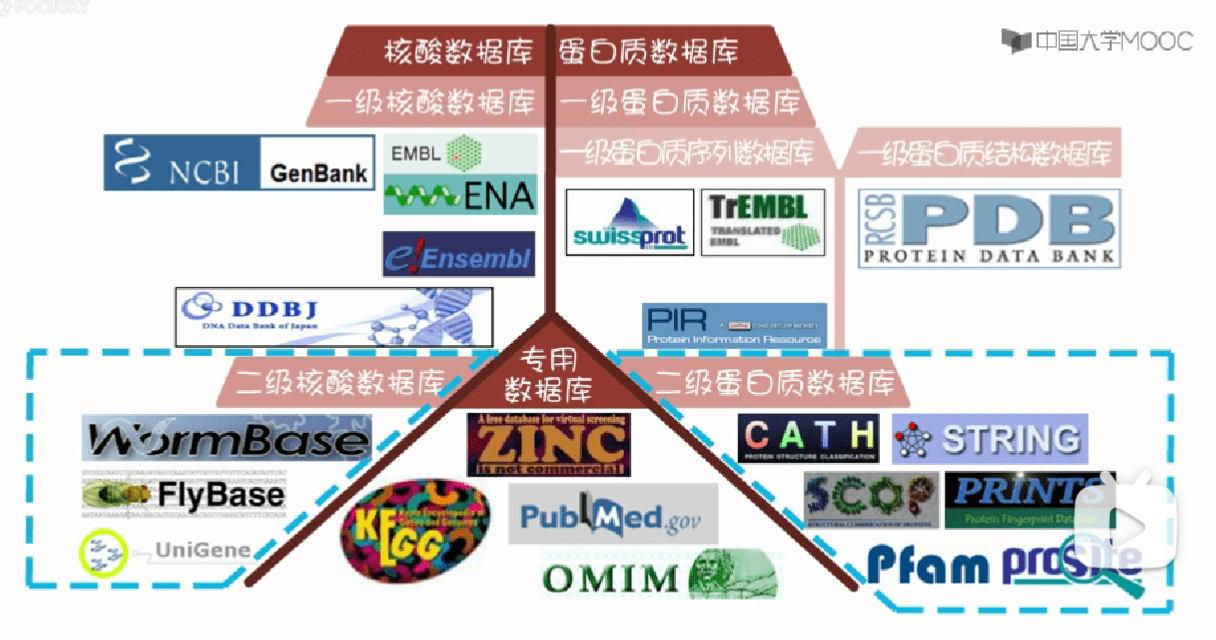 FOCUSKY
中国大学MOOC
核酸数据库
蛋白质数据库
一级核酸数据库
一级蛋白质数据库
一级蛋白质序列数据库
一级蛋白质结构数据库
NCBI
GenBank
EMBL
ENA
e!Ensembl
DDBJ
DNA Data Bank of Japan
swissprot
TrEMBL
TRANSLATED
EMBL
PIR
Protein Information Resource
RCSB
PDB
PROTEIN DATA BANK
二级核酸数据库
专用
数据库
二级蛋白质数据库
WormBase
FlyBase
UniGene
A free database for virtual screening
ZINC
is not commercial
KEGG
Kyoto Encyclopedia of
Genes and Genomes
PubMed.gov
OMIM
CATH
PROTEIN STRUCTURE CLASSIFICATION
STRING
SCOP
STRUCTURAL CLASSIFICATION OF PROTEINS
PRINTS
Protein Fingerprint Database
Pfam
prosite